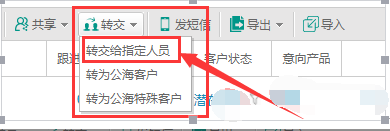 共享 转交 发短信 导出 导入
转交给指定人员
跟 客户状态 意向产品
转为公海客户
转为公海特殊客户